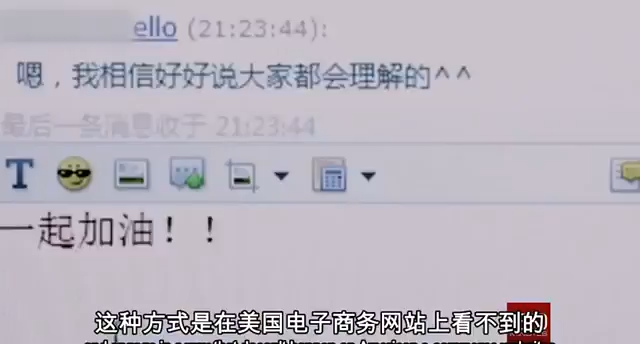 ello (21:23:44):
嗯，我相信好好说大家都会理解的^^
最后一条消息收于 21:23:44
T
一起加油！！
这种方式是在美国电子商务网站上看不到的